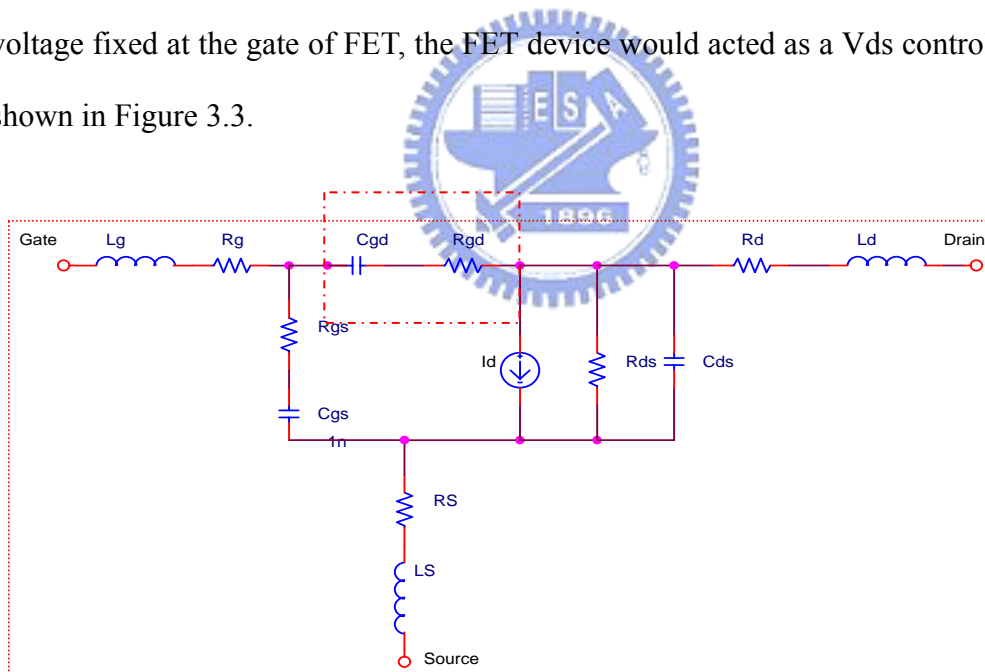 voltage fixed at the gate of FET, the FET device would acted as a Vds contro
shown in Figure 3.3.
E S A
1896
Gate Lg Rg Cgd Rgd Rd Ld Drain
Rgs
Id Rds Cds
Cgs
1n
RS
LS
Source